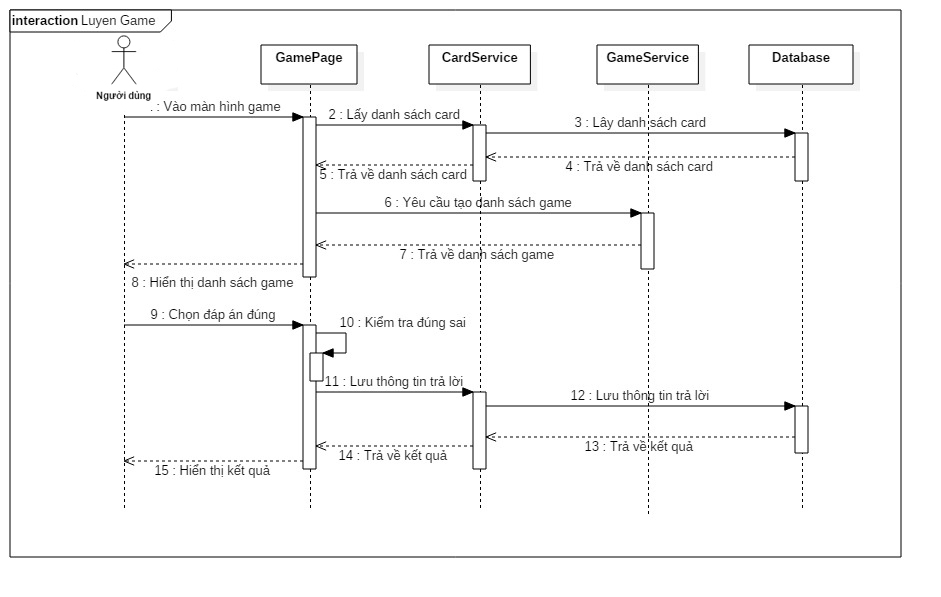 interaction Luyen Game
GamePage
CardService
GameService
Database
Người dùng
. : Vào màn hình game
2 : Lấy danh sách card
3 : Lây danh sách card
4 : Trả về danh sách card
5 : Trả về danh sách card
6 : Yêu cầu tạo danh sách game
7 : Trả về danh sách game
8 : Hiển thị danh sách game
9 : Chọn đáp án đúng
10 : Kiểm tra đúng sai
11 : Lưu thông tin trả lời
12 : Lưu thông tin trả lời
13 : Trả về kết quả
14 : Trả về kết quả
15 : Hiển thị kết quả